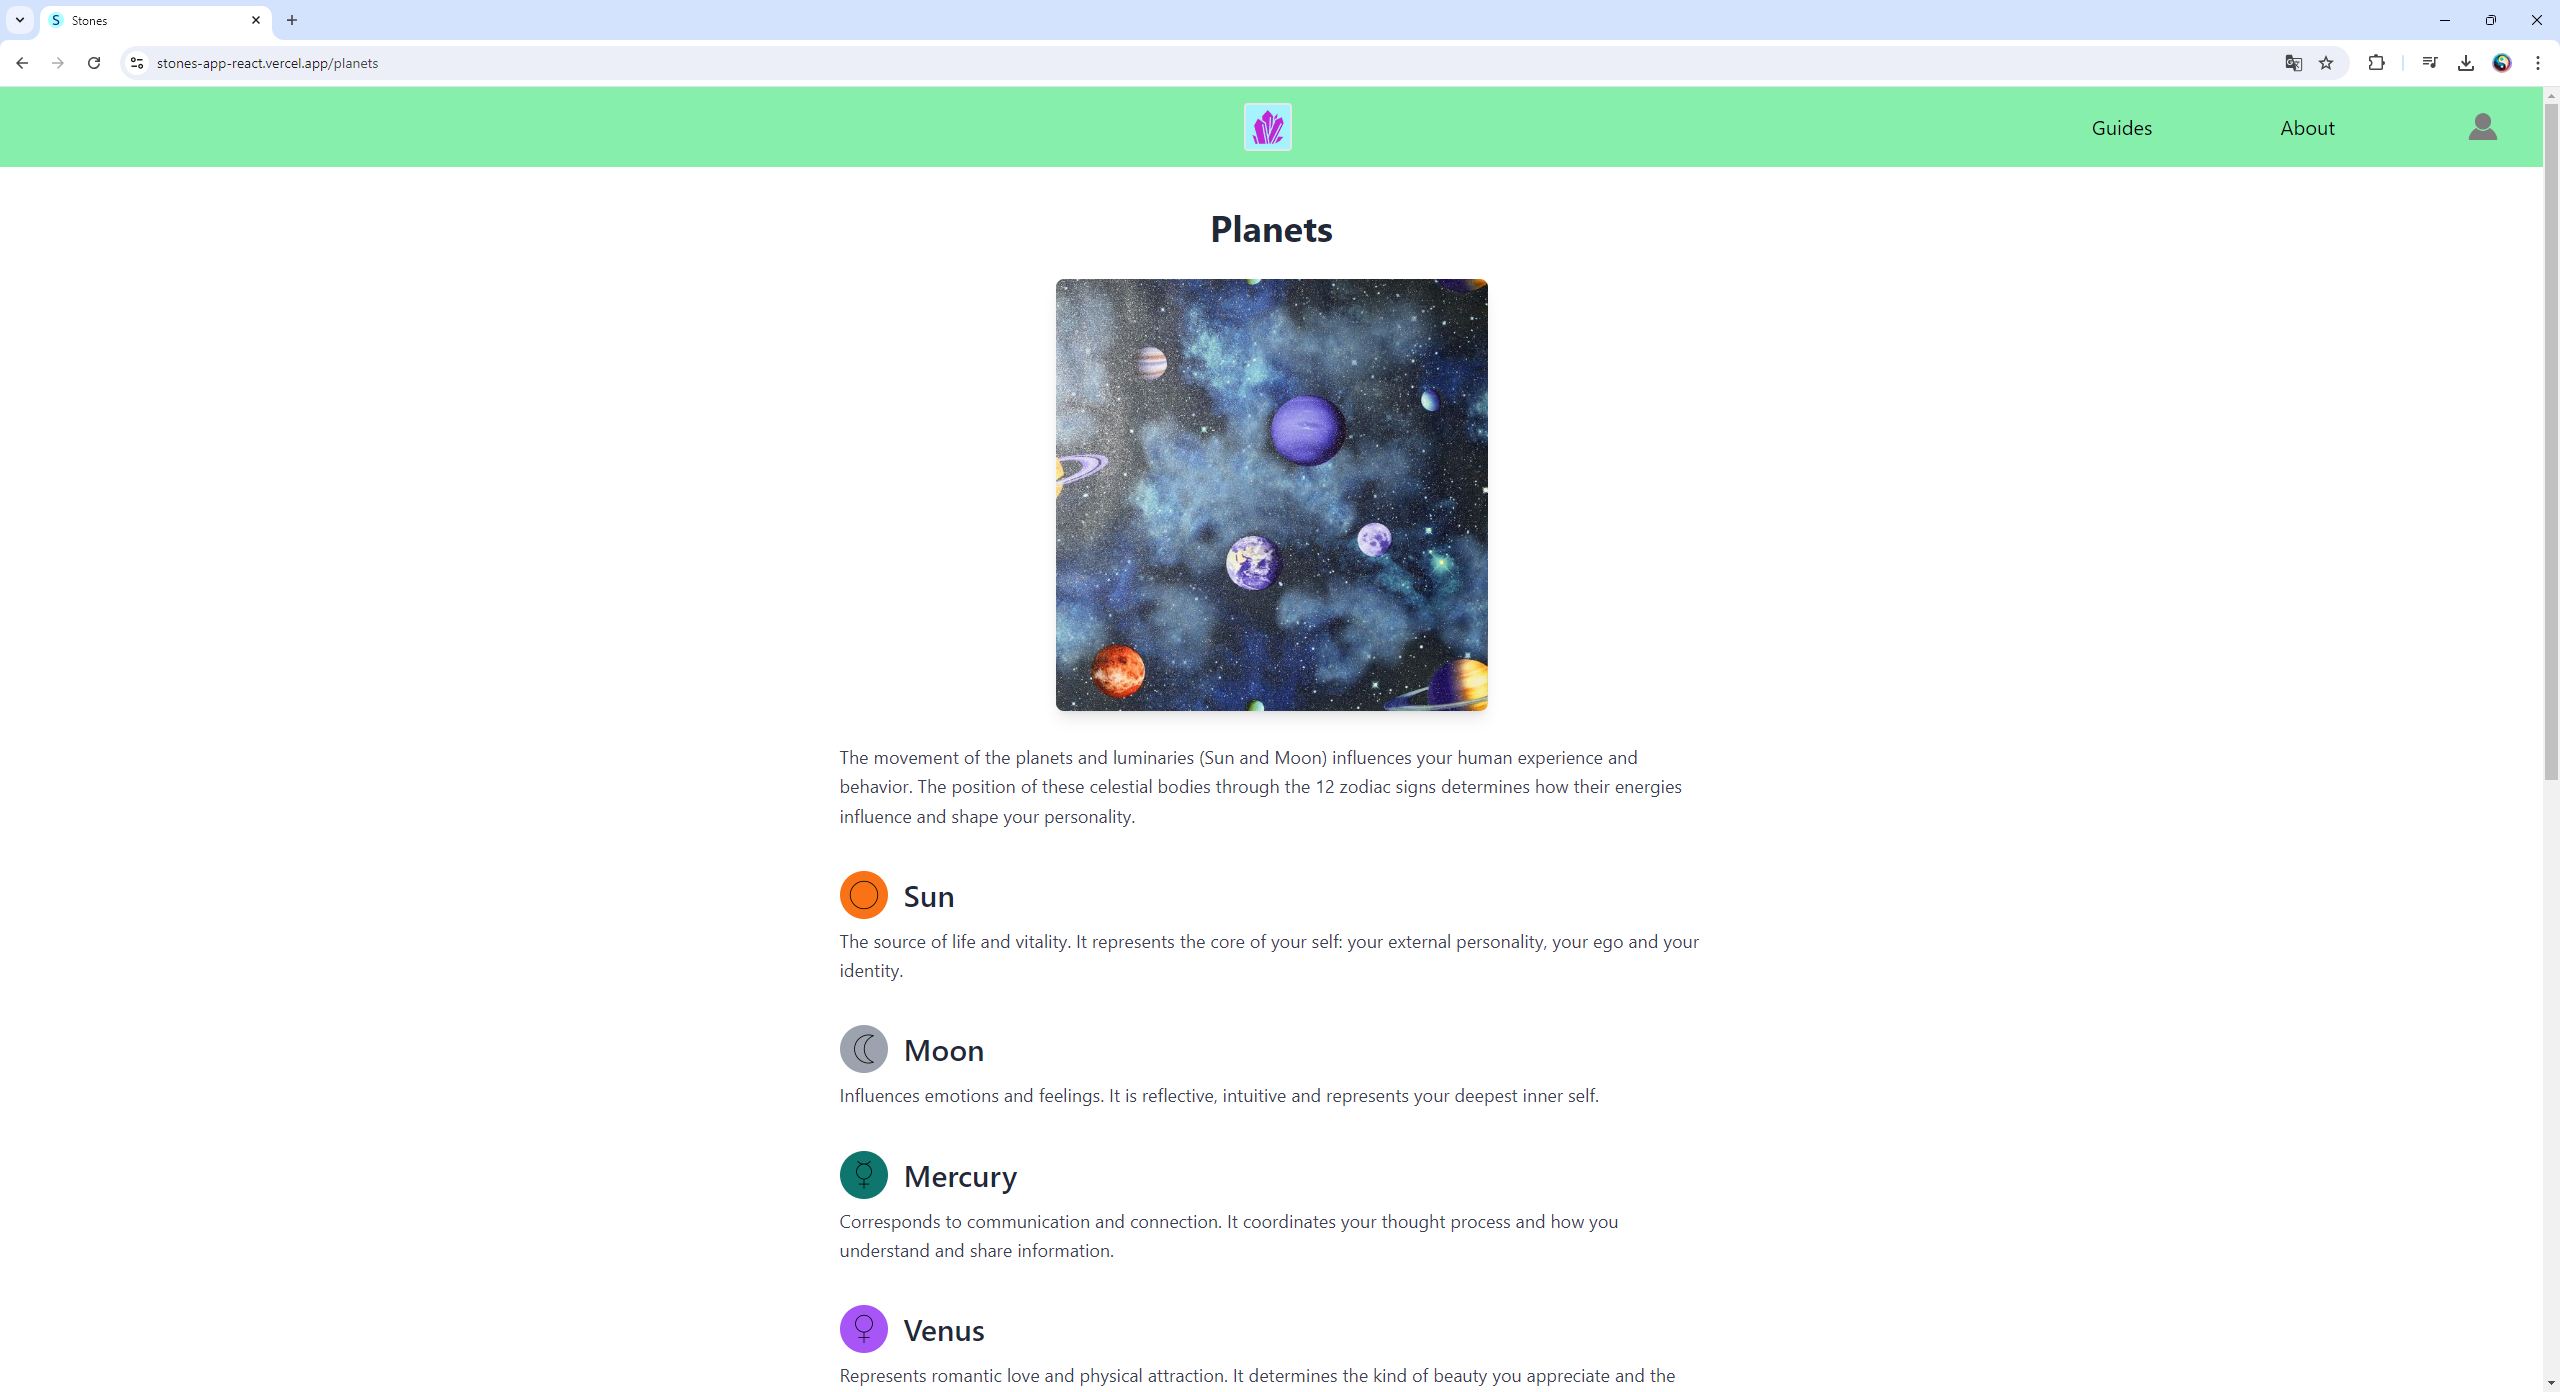 S Stones
stones-app-react.vercel.app/planets
Guides About
Planets
The movement of the planets and luminaries (Sun and Moon) influences your human experience and
behavior. The position of these celestial bodies through the 12 zodiac signs determines how their energies
influence and shape your personality.
Sun
The source of life and vitality. It represents the core of your self: your external personality, your ego and your
identity.
Moon
Influences emotions and feelings. It is reflective, intuitive and represents your deepest inner self.
Mercury
Corresponds to communication and connection. It coordinates your thought process and how you
understand and share information.
Venus
Represents romantic love and physical attraction. It determines the kind of beauty you appreciate and the